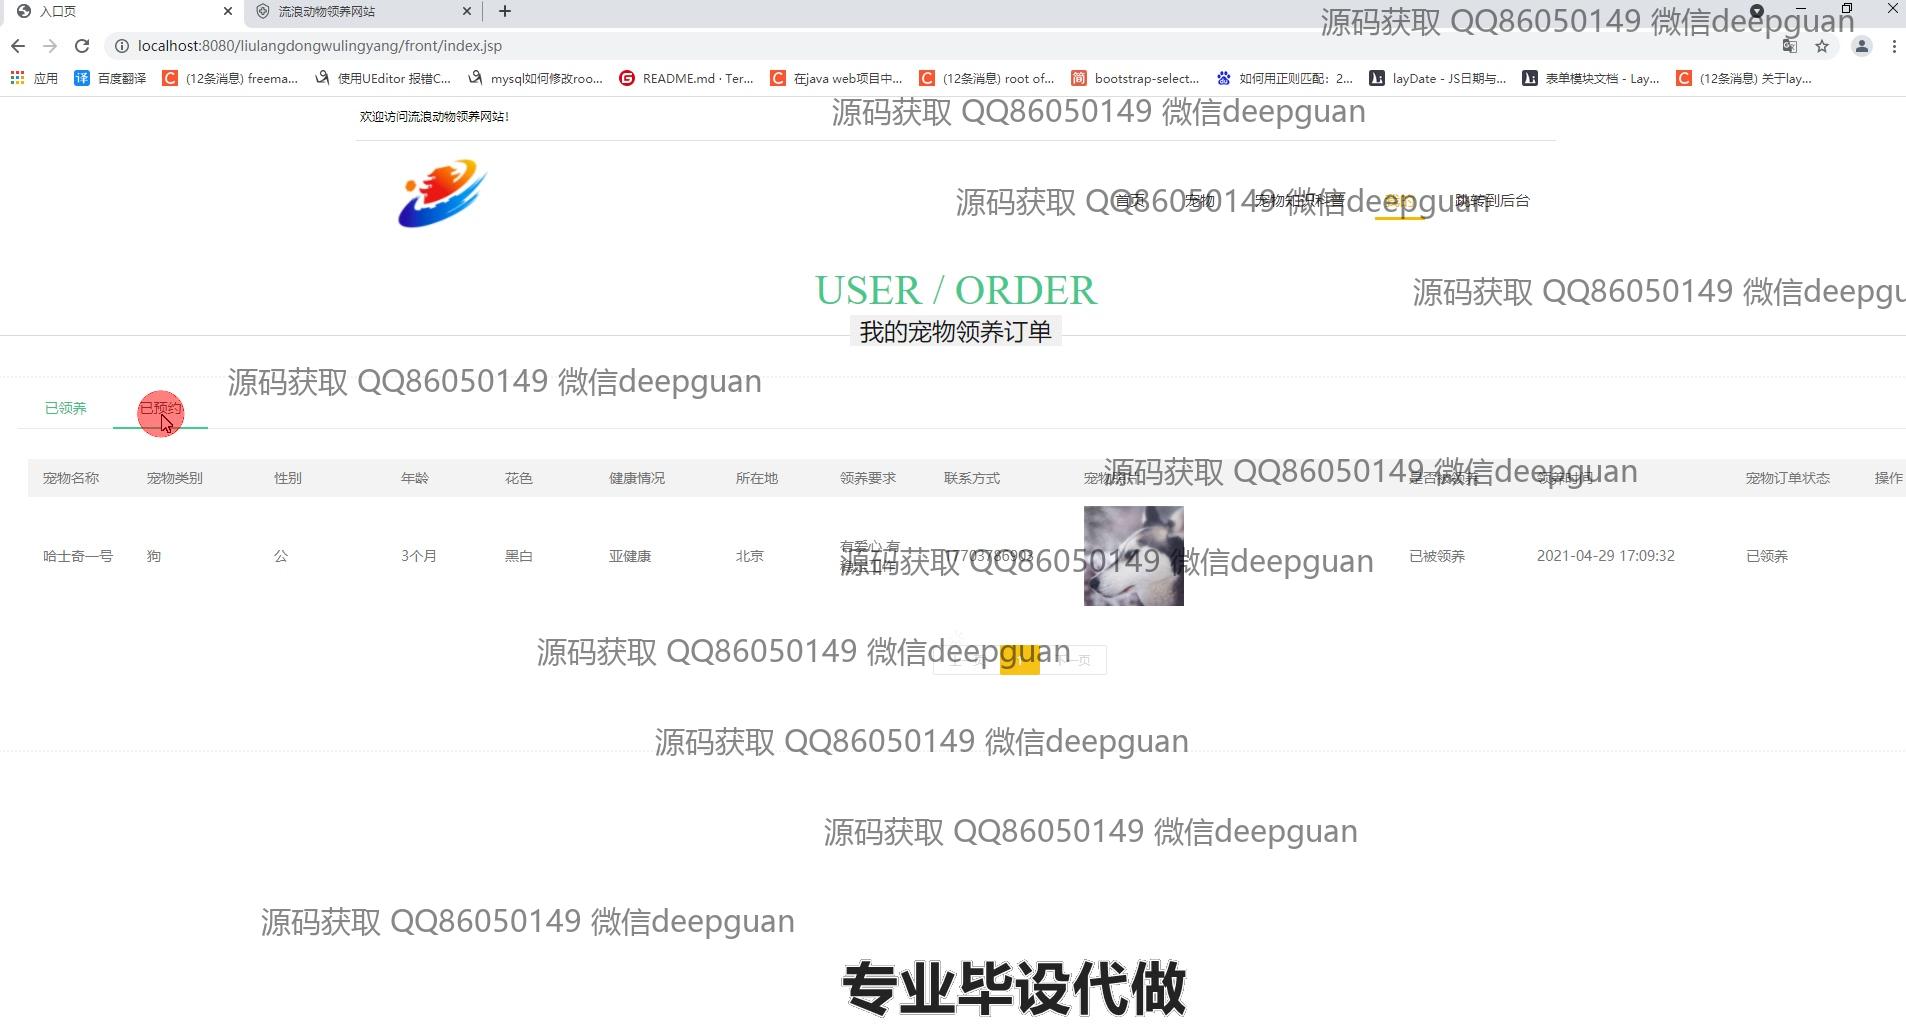 入口页
流浪动物领养网站
源码获取 QQ86050149 微信deepguan
localhost:8080/liulangdongwulingyang/front/index.jsp
应用 百度翻译 (12条消息) freema... 使用UEditor 报错C... mysql如何修改roo... README.md · Ter... 在java web项目中... (12条消息) root of... bootstrap-select... 如何用正则匹配：2... layDate - JS日期与... 表单模块文档 - Lay... (12条消息) 关于lay...
欢迎访问流浪动物领养网站!
源码获取 QQ86050149 微信deepguan
首页 宠物 宠物知识科普 我的 跳转到后台
源码获取 QQ86050149 微信deepguan
USER / ORDER
源码获取 QQ86050149 微信deepgu
我的宠物领养订单
源码获取 QQ86050149 微信deepguan
已领养 已预约
宠物名称 宠物类别 性别 年龄 花色 健康情况 所在地 领养要求 联系方式 宠物照片 是否被领养 领养时间 宠物订单状态 操作
源码获取 QQ86050149 微信deepguan
哈士奇一号 狗 公 3个月 黑白 亚健康 北京 有爱心 有 17703786903 已被领养 2021-04-29 17:09:32 已领养
源码获取 QQ86050149 微信deepguan
源码获取 QQ86050149 微信deepguan
上一页 1 下一页
源码获取 QQ86050149 微信deepguan
源码获取 QQ86050149 微信deepguan
源码获取 QQ86050149 微信deepguan
专业毕设代做